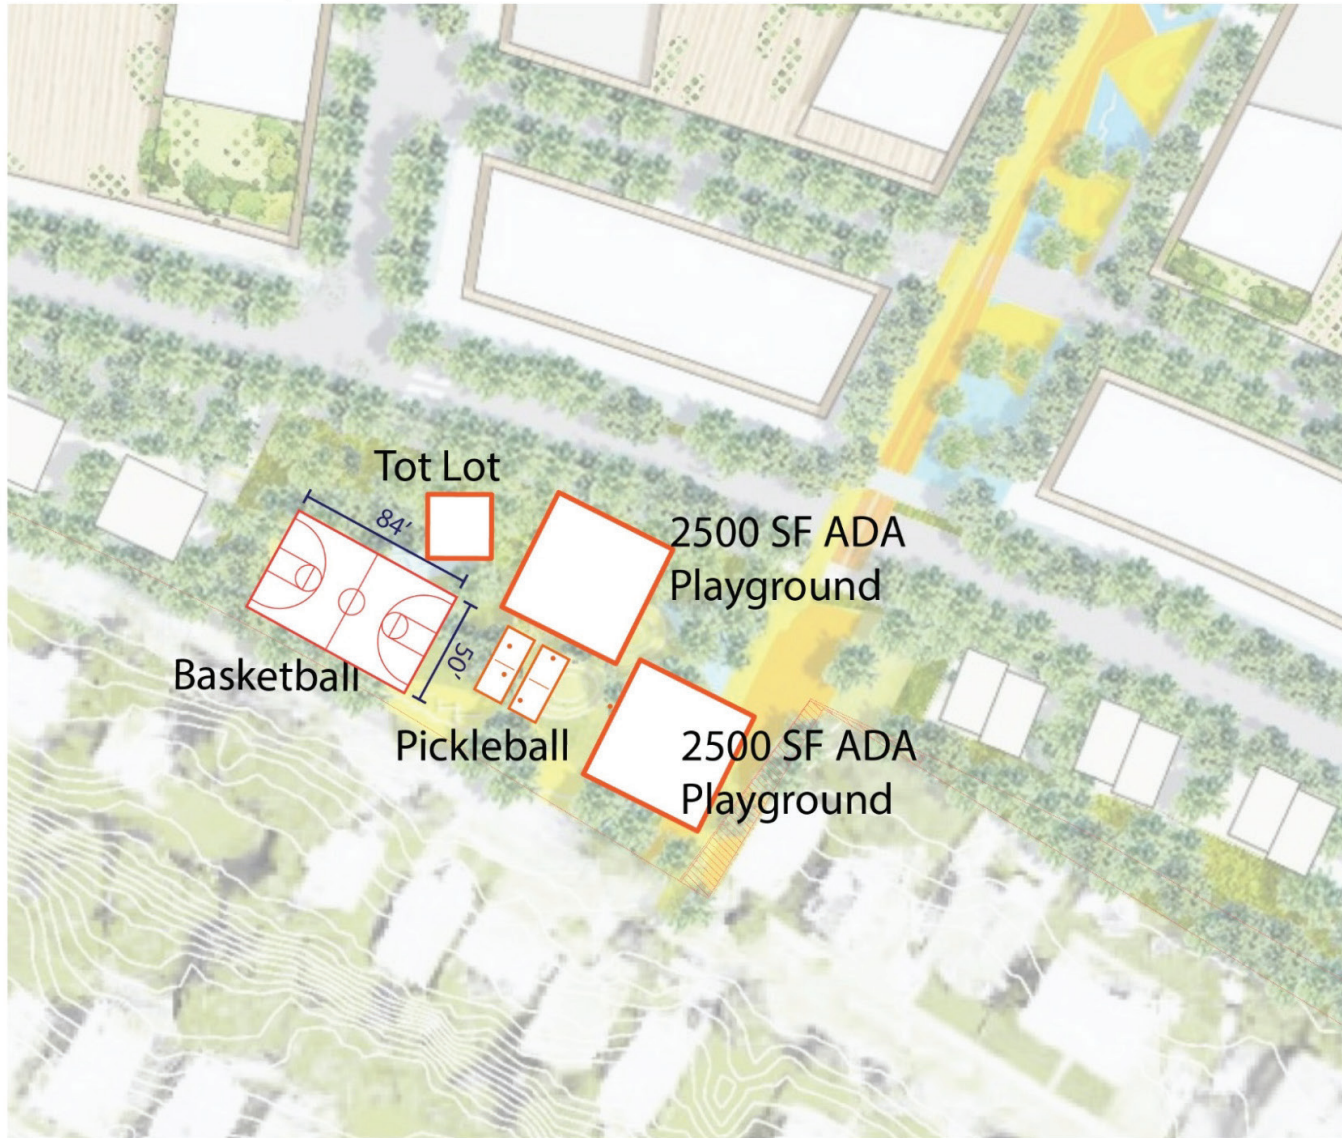 Tot Lot
84′
2500 SF ADA
Playground
50′
Basketball
Pickleball
2500 SF ADA
Playground